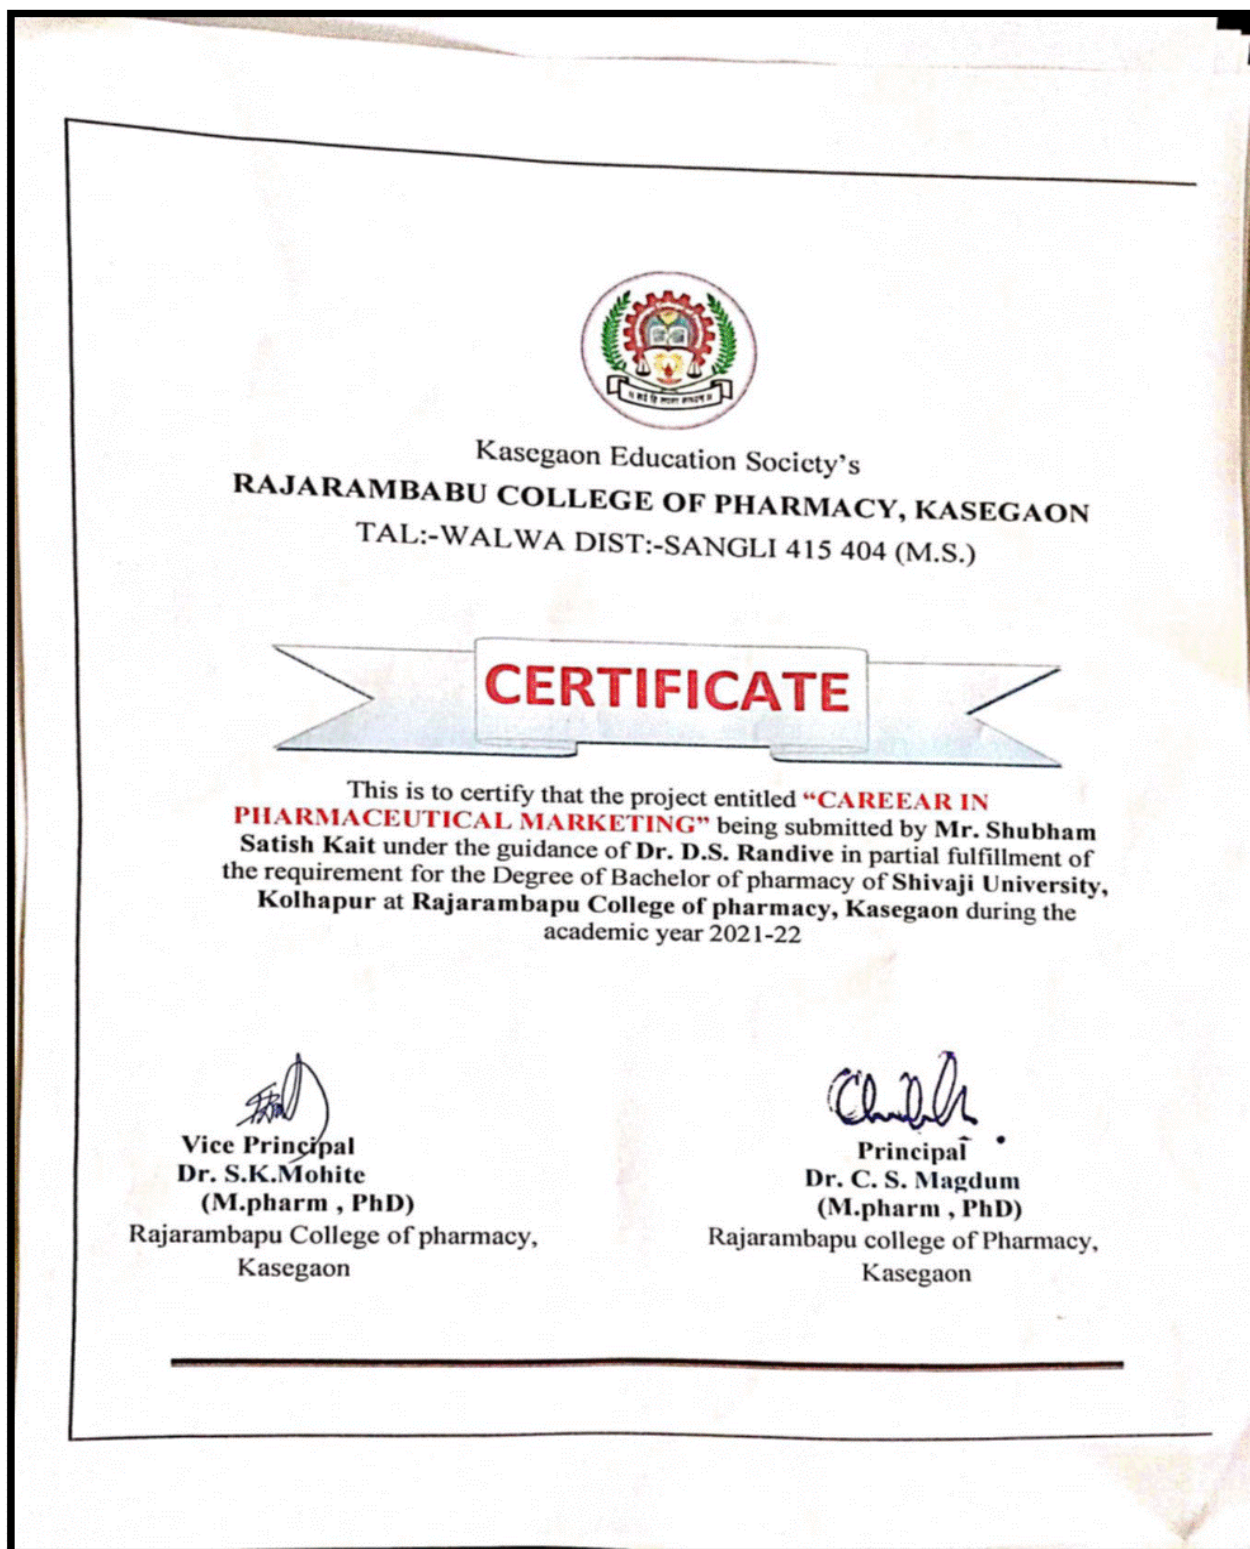 Kasegaon Education Society's
RAJARAMBABU COLLEGE OF PHARMACY, KASEGAON
TAL:-WALWA DIST:-SANGLI 415 404 (M.S.)
CERTIFICATE
This is to certify that the project entitled “CAREEAR IN
PHARMACEUTICAL MARKETING” being submitted by Mr. Shubham
Satish Kait under the guidance of Dr. D.S. Randive in partial fulfillment of
the requirement for the Degree of Bachelor of pharmacy of Shivaji University,
Kolhapur at Rajarambapu College of pharmacy, Kasegaon during the
academic year 2021-22
Vice Principal
Dr. S.K.Mohite
(M.pharm , PhD)
Rajarambapu College of pharmacy,
Kasegaon
Principal
Dr. C. S. Magdum
(M.pharm , PhD)
Rajarambapu college of Pharmacy,
Kasegaon